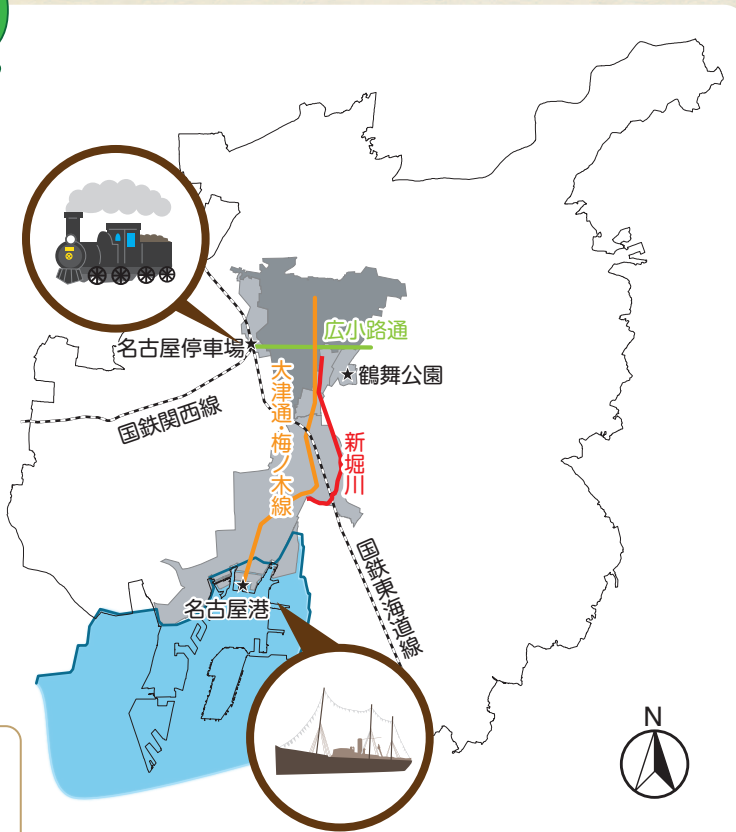 広小路通
名古屋停車場
鶴舞公園
大津通・梅ノ木線
国鉄関西線
新堀川
国鉄東海道線
名古屋港
N